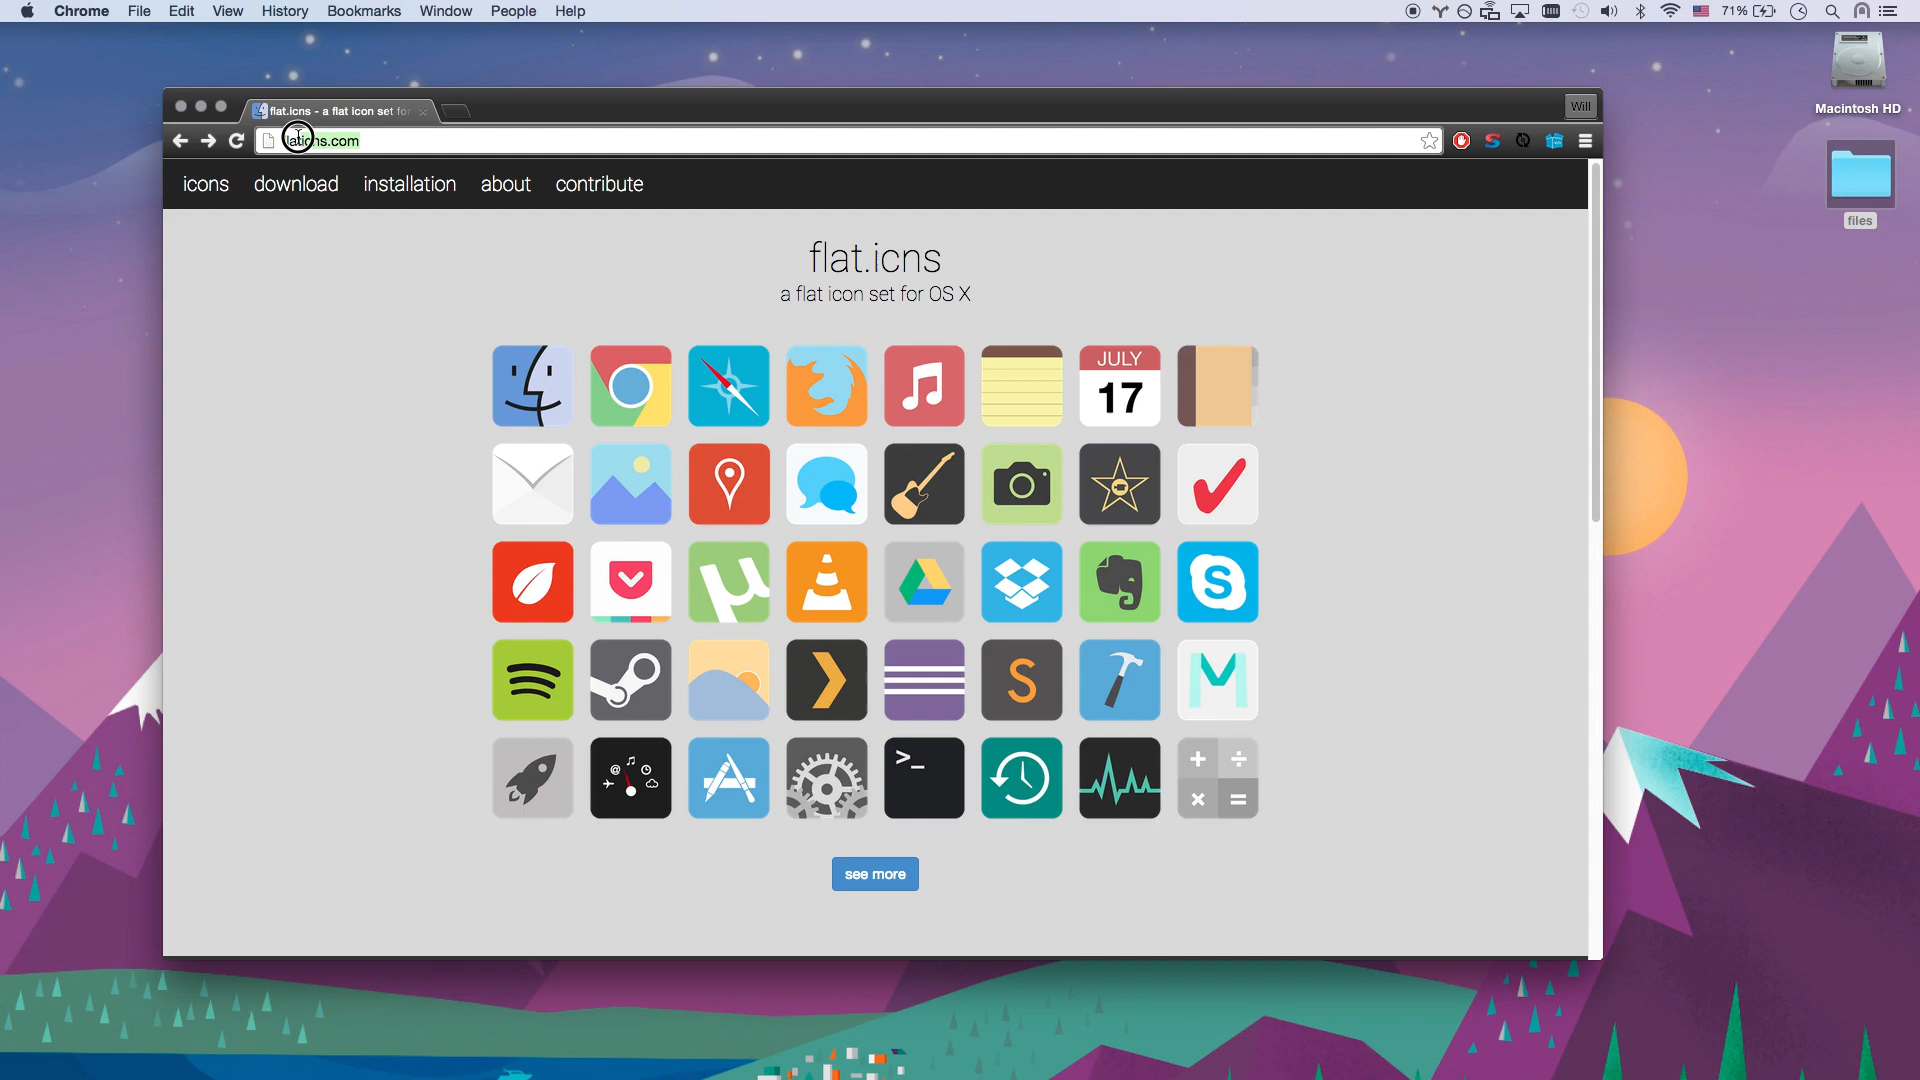 Chrome File Edit View History Bookmarks Window People Help 71%
Macintosh HD
files
flat.icns - a flat icon set for
Will
flaticns.com
icons download installation about contribute
flat.icns
a flat icon set for OS X
JULY
17
S
S
M
@
>_
+ ÷
× =
see more